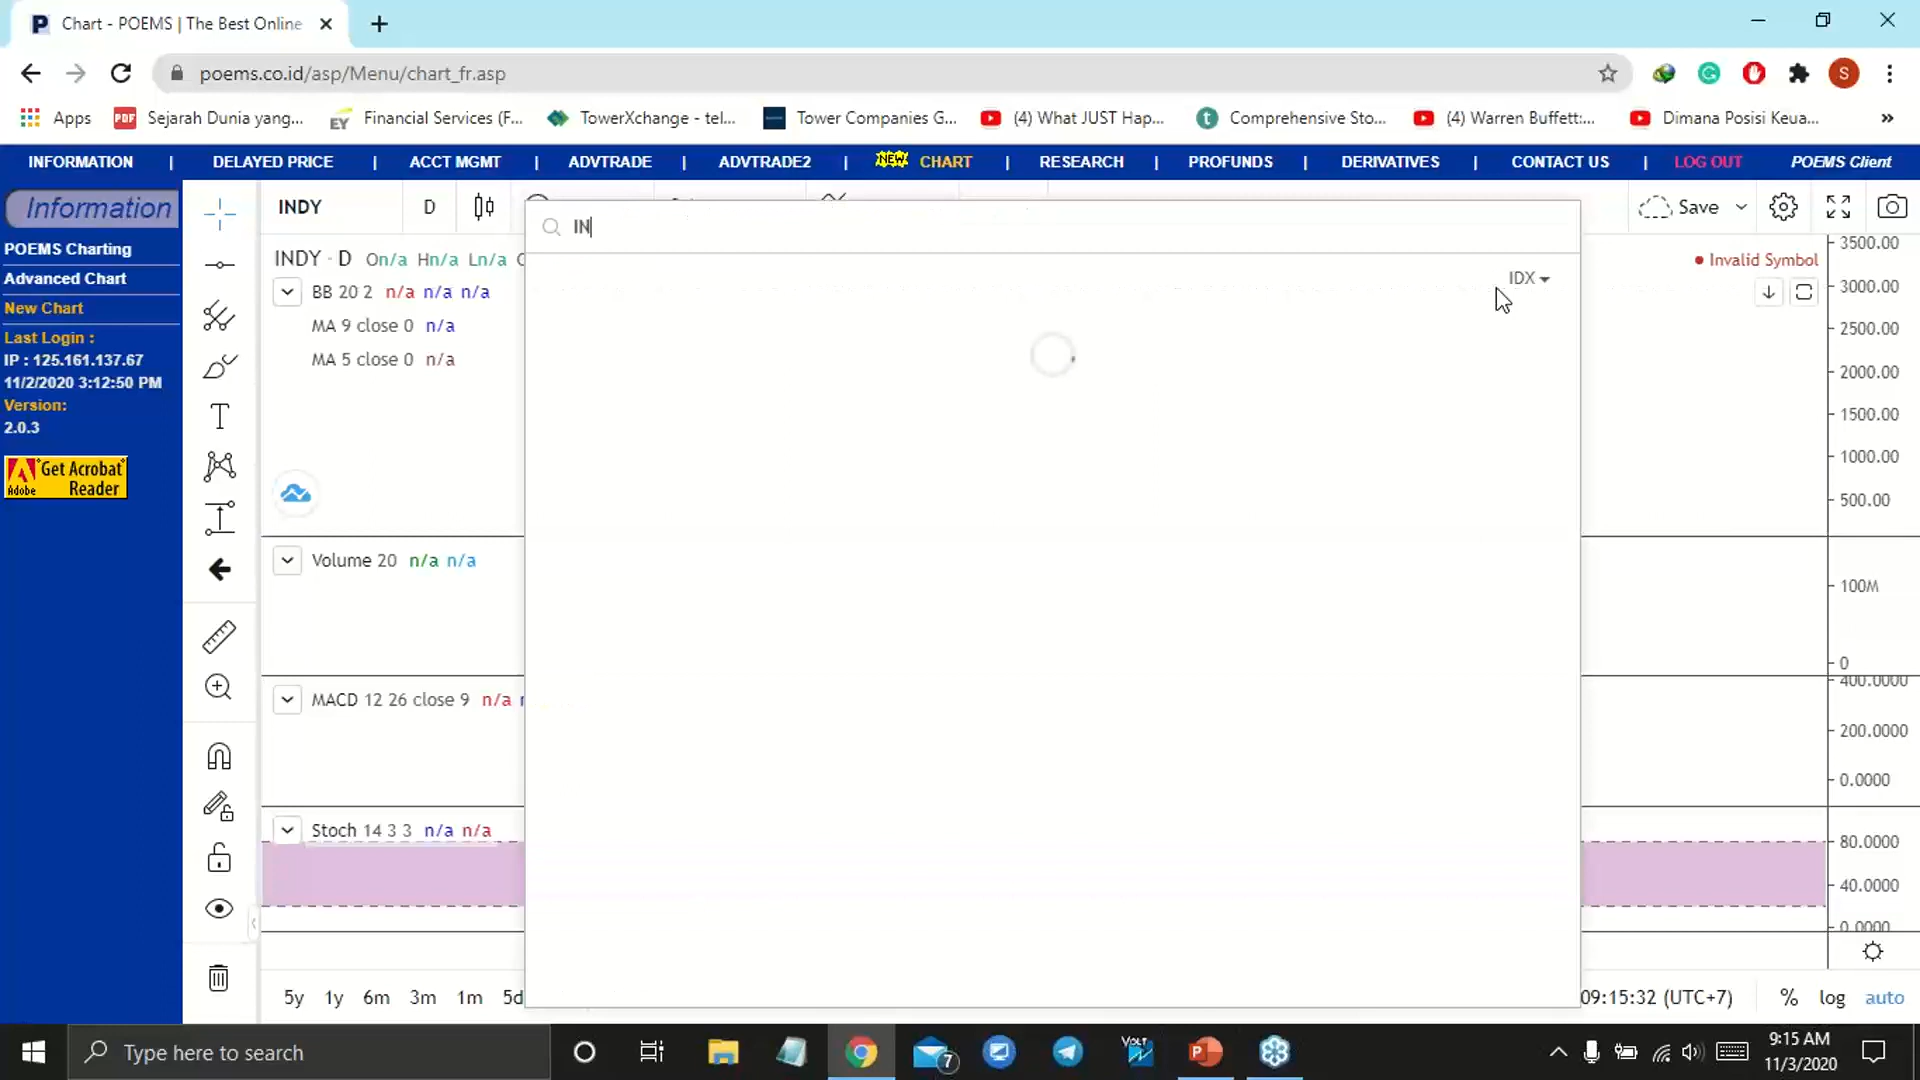 Chart - POEMS | The Best Online
poems.co.id/asp/Menu/chart_fr.asp
S
Apps
PDF
Sejarah Dunia yang...
EY
Financial Services (F...
TowerXchange - tel...
Tower Companies G...
(4) What JUST Hap...
Comprehensive Sto...
(4) Warren Buffett:...
Dimana Posisi Keua...
»
INFORMATION | DELAYED PRICE | ACCT MGMT | ADVTRADE | ADVTRADE2 | NEW CHART | RESEARCH | PROFUNDS | DERIVATIVES | CONTACT US | LOG OUT POEMS Client
Information
POEMS Charting
Advanced Chart
New Chart
Last Login :
IP : 125.161.137.67
11/2/2020 3:12:50 PM
Version:
2.0.3
Get Acrobat
Adobe Reader
INDY
D
Save
IN
IDX
INDY · D On/a Hn/a Ln/a
BB 20 2 n/a n/a n/a
MA 9 close 0 n/a
MA 5 close 0 n/a
Invalid Symbol
3500.00
3000.00
2500.00
2000.00
1500.00
1000.00
500.00
Volume 20 n/a n/a
100M
0
MACD 12 26 close 9 n/a
400.0000
200.0000
0.0000
Stoch 14 3 3 n/a n/a
80.0000
40.0000
0.0000
5y 1y 6m 3m 1m 5d
09:15:32 (UTC+7) % log auto
Type here to search
7
VOLT
9:15 AM
11/3/2020